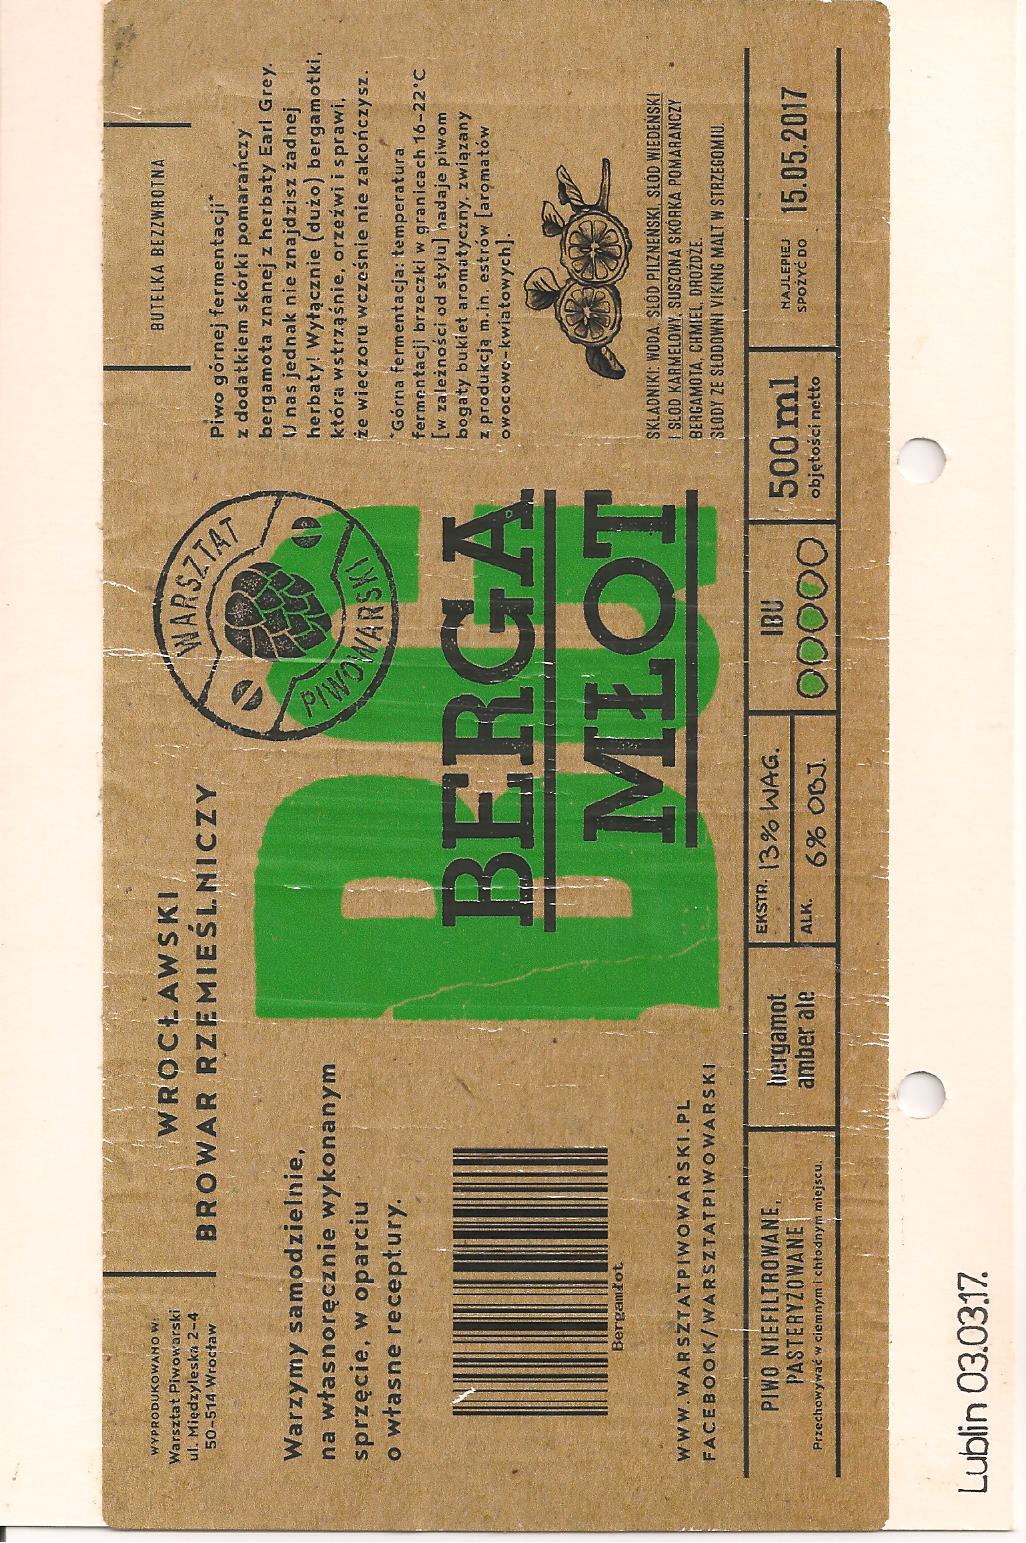 WYPRODUKOWANO W:
Warsztat Piwowarski
ul. Międzyleska 2-4
50-514 Wrocław
WROCŁAWSKI
BROWAR RZEMIEŚLNICZY
Warzymy samodzielnie,
na własnoręcznie wykonanym
sprzęcie, w oparciu
o własne receptury.
Bergamłot
WWW.WARSZTATPIWOWARSKI.PL
FACEBOOK/WARSZTATPIWOWARSKI
WARSZTAT
PIWOWARSKI
BERGA
MŁOT
BUTELKA BEZZWROTNA
Piwo górnej fermentacji*
z dodatkiem skórki pomarańczy
bergamota znanej z herbaty Earl Grey.
U nas jednak nie znajdzisz żadnej
herbaty! Wyłącznie (dużo) bergamotki,
która wstrząśnie, orzeźwi i sprawi,
że wieczoru wcześnie nie zakończysz.
*Górna fermentacja: temperatura
fermentacji brzeczki w granicach 16-22°C
[w zależności od stylu] nadaje piwom
bogaty bukiet aromatyczny, związany
z produkcją m.in. estrów [aromatów
owocowo-kwiatowych].
SKŁADNIKI: WODA, SŁÓD PILZNEŃSKI, SŁÓD WIEDEŃSKI
I SŁÓD KARMELOWY, SUSZONA SKÓRKA POMARAŃCZY
BERGAMOTA, CHMIEL, DROŻDŻE.
SŁODY ZE SŁODOWNI VIKING MALT W STRZEGOMIU.
PIWO NIEFILTROWANE,
PASTERYZOWANE
Przechowywać w ciemnym i chłodnym miejscu.
bergamot
amber ale
EKSTR. 13% WAG.
ALK. 6% OBJ.
IBU
500 ml
objętości netto
NAJLEPIEJ
SPOŻYĆ DO
15.05.2017
Lublin 03.03.17.